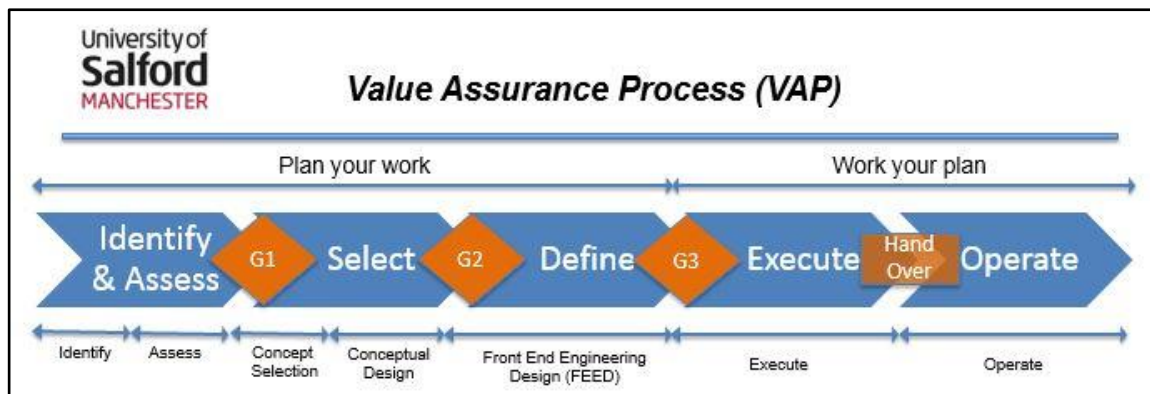 University of
Salford
MANCHESTER
Value Assurance Process (VAP)
Plan your work
Work your plan
Identify
& Assess
G1
Select
G2
Define
G3
Execute
Hand
Over
Operate
Identify
Assess
Concept
Selection
Conceptual
Design
Front End Engineering
Design (FEED)
Execute
Operate